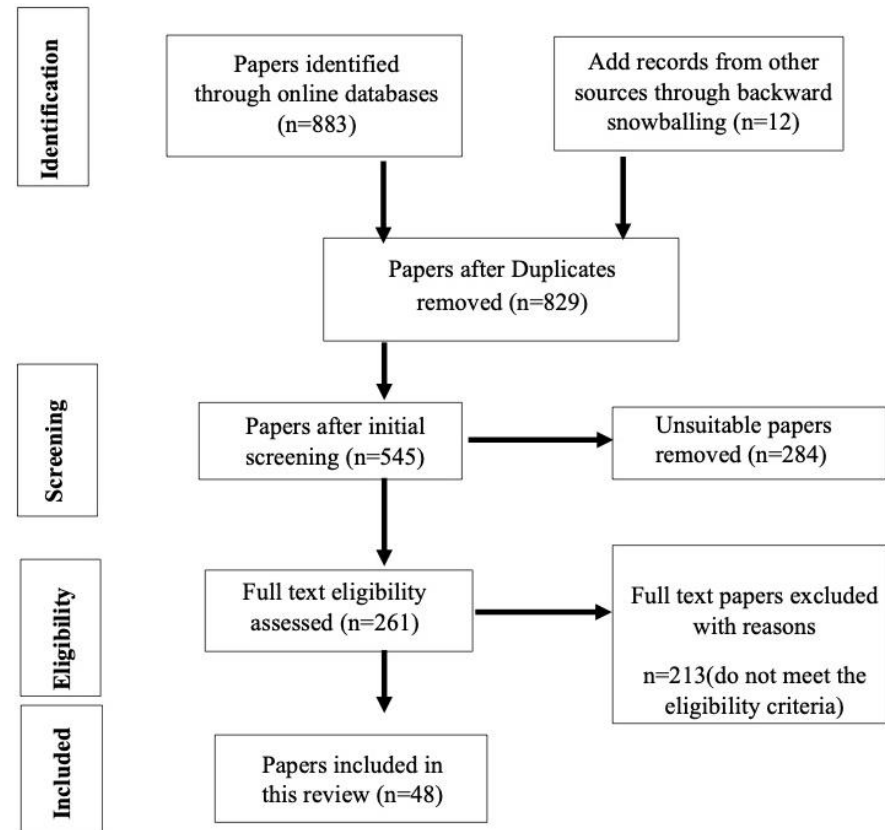 Identification
Papers identified
through online databases
(n=883)
Add records from other
sources through backward
snowballing (n=12)
Papers after Duplicates
removed (n=829)
Screening
Papers after initial
screening (n=545)
Unsuitable papers
removed (n=284)
Eligibility
Full text eligibility
assessed (n=261)
Full text papers excluded
with reasons
n=213(do not meet the
eligibility criteria)
Included
Papers included in
this review (n=48)